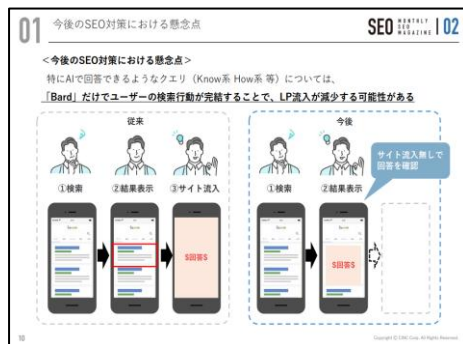 01 今後のSEO対策における懸念点
SEO MONTHLY SEO MAGAZINE | 02
＜今後のSEO対策における懸念点＞
特にAIで回答できるようなクエリ（Know系 How系 等）については、
「Bard」だけでユーザーの検索行動が完結することで、LP流入が減少する可能性がある
従来
①検索 ②結果表示 ③サイト流入
$回答$
今後
サイト流入無しで
回答を確認
①検索 ②結果表示
$回答$
10